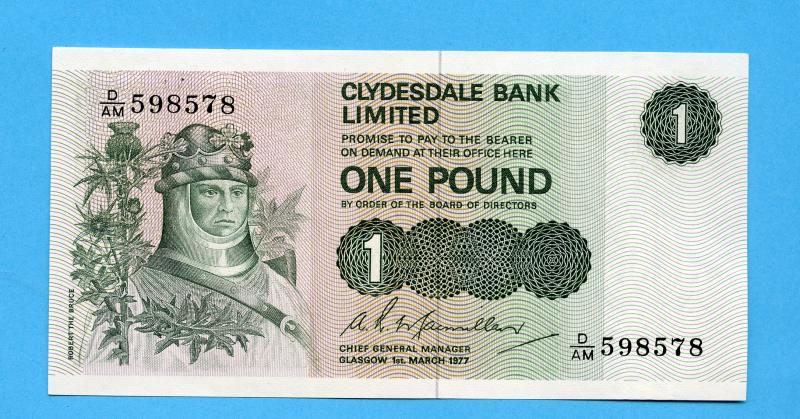 D/AM 598578
CLYDESDALE BANK
LIMITED
PROMISE TO PAY TO THE BEARER
ON DEMAND AT THEIR OFFICE HERE
ONE POUND
BY ORDER OF THE BOARD OF DIRECTORS
1
1
ROBERT THE BRUCE
A. R. Macmillan
CHIEF GENERAL MANAGER
GLASGOW 1st. MARCH 1977
D/AM 598578